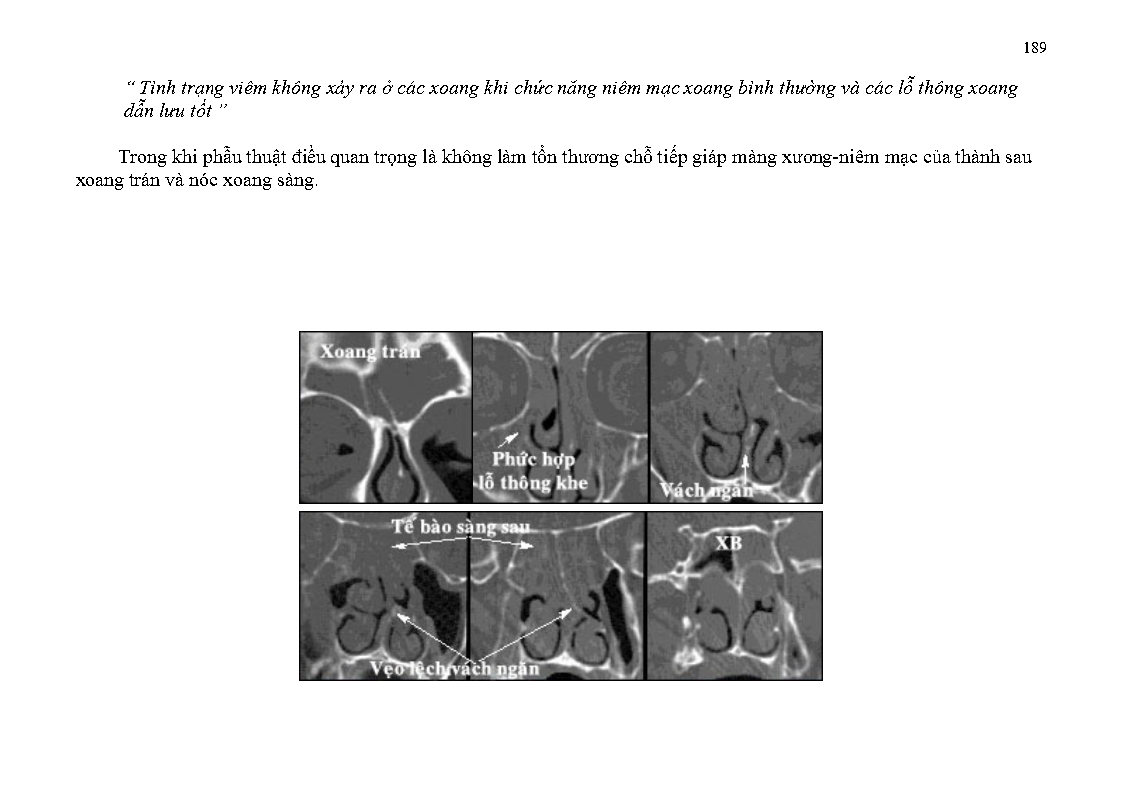 189
“ Tình trạng viêm không xảy ra ở các xoang khi chức năng niêm mạc xoang bình thường và các lỗ thông xoang
dẫn lưu tốt ”
Trong khi phẫu thuật điều quan trọng là không làm tổn thương chỗ tiếp giáp màng xương-niêm mạc của thành sau
xoang trán và nóc xoang sàng.
Xoang trán
Phức hợp
lỗ thông khe
Vách ngăn
Tế bào sàng sau
XB
Vẹo lệch vách ngăn